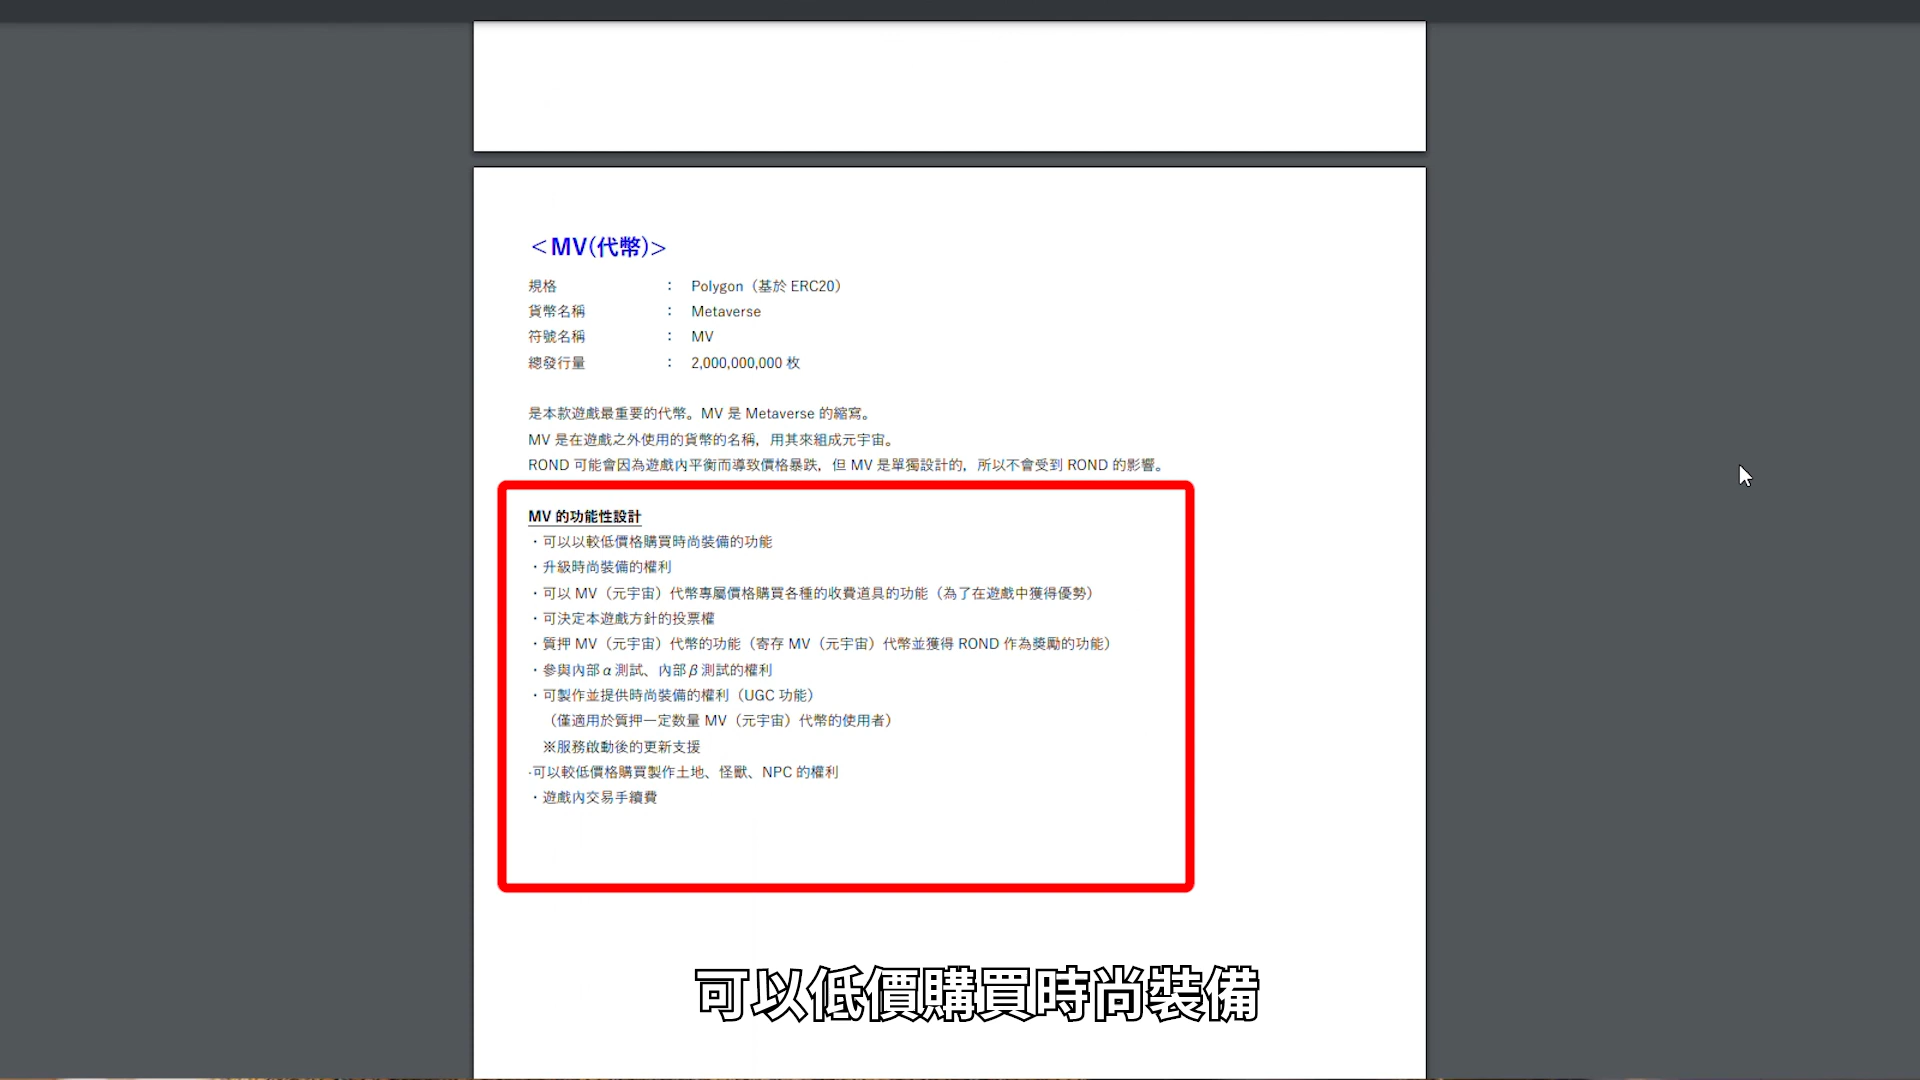 ＜MV(代幣)＞
規格 ： Polygon（基於 ERC20）
貨幣名稱 ： Metaverse
符號名稱 ： MV
總發行量 ： 2,000,000,000 枚
是本款遊戲最重要的代幣。MV 是 Metaverse 的縮寫。
MV 是在遊戲之外使用的貨幣的名稱，用其來組成元宇宙。
ROND 可能會因為遊戲內平衡而導致價格暴跌，但 MV 是單獨設計的，所以不會受到 ROND 的影響。
MV 的功能性設計
・可以以較低價格購買時尚裝備的功能
・升級時尚裝備的權利
・可以 MV（元宇宙）代幣專屬價格購買各種的收費道具的功能（為了在遊戲中獲得優勢）
・可決定本遊戲方針的投票權
・質押 MV（元宇宙）代幣的功能（寄存 MV（元宇宙）代幣並獲得 ROND 作為獎勵的功能）
・參與內部 α 測試、內部 β 測試的權利
・可製作並提供時尚裝備的權利（UGC 功能）
（僅適用於質押一定数量 MV（元宇宙）代幣的使用者）
※服務啟動後的更新支援
·可以較低價格購買製作土地、怪獸、NPC 的權利
・遊戲內交易手續費
可以低價購買時尚裝備